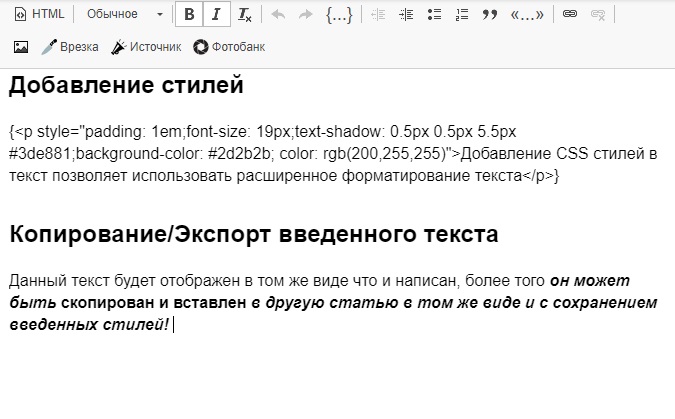 HTML Обычное B I Tx {...} «...»
Врезка Источник Фотобанк
Добавление стилей
{<p style="padding: 1em;font-size: 19px;text-shadow: 0.5px 0.5px 5.5px
#3de881;background-color: #2d2b2b; color: rgb(200,255,255)">Добавление CSS стилей в
текст позволяет использовать расширенное форматирование текста</p>}
Копирование/Экспорт введенного текста
Данный текст будет отображен в том же виде что и написан, более того он может
быть скопирован и вставлен в другую статью в том же виде и с сохранением
введенных стилей!